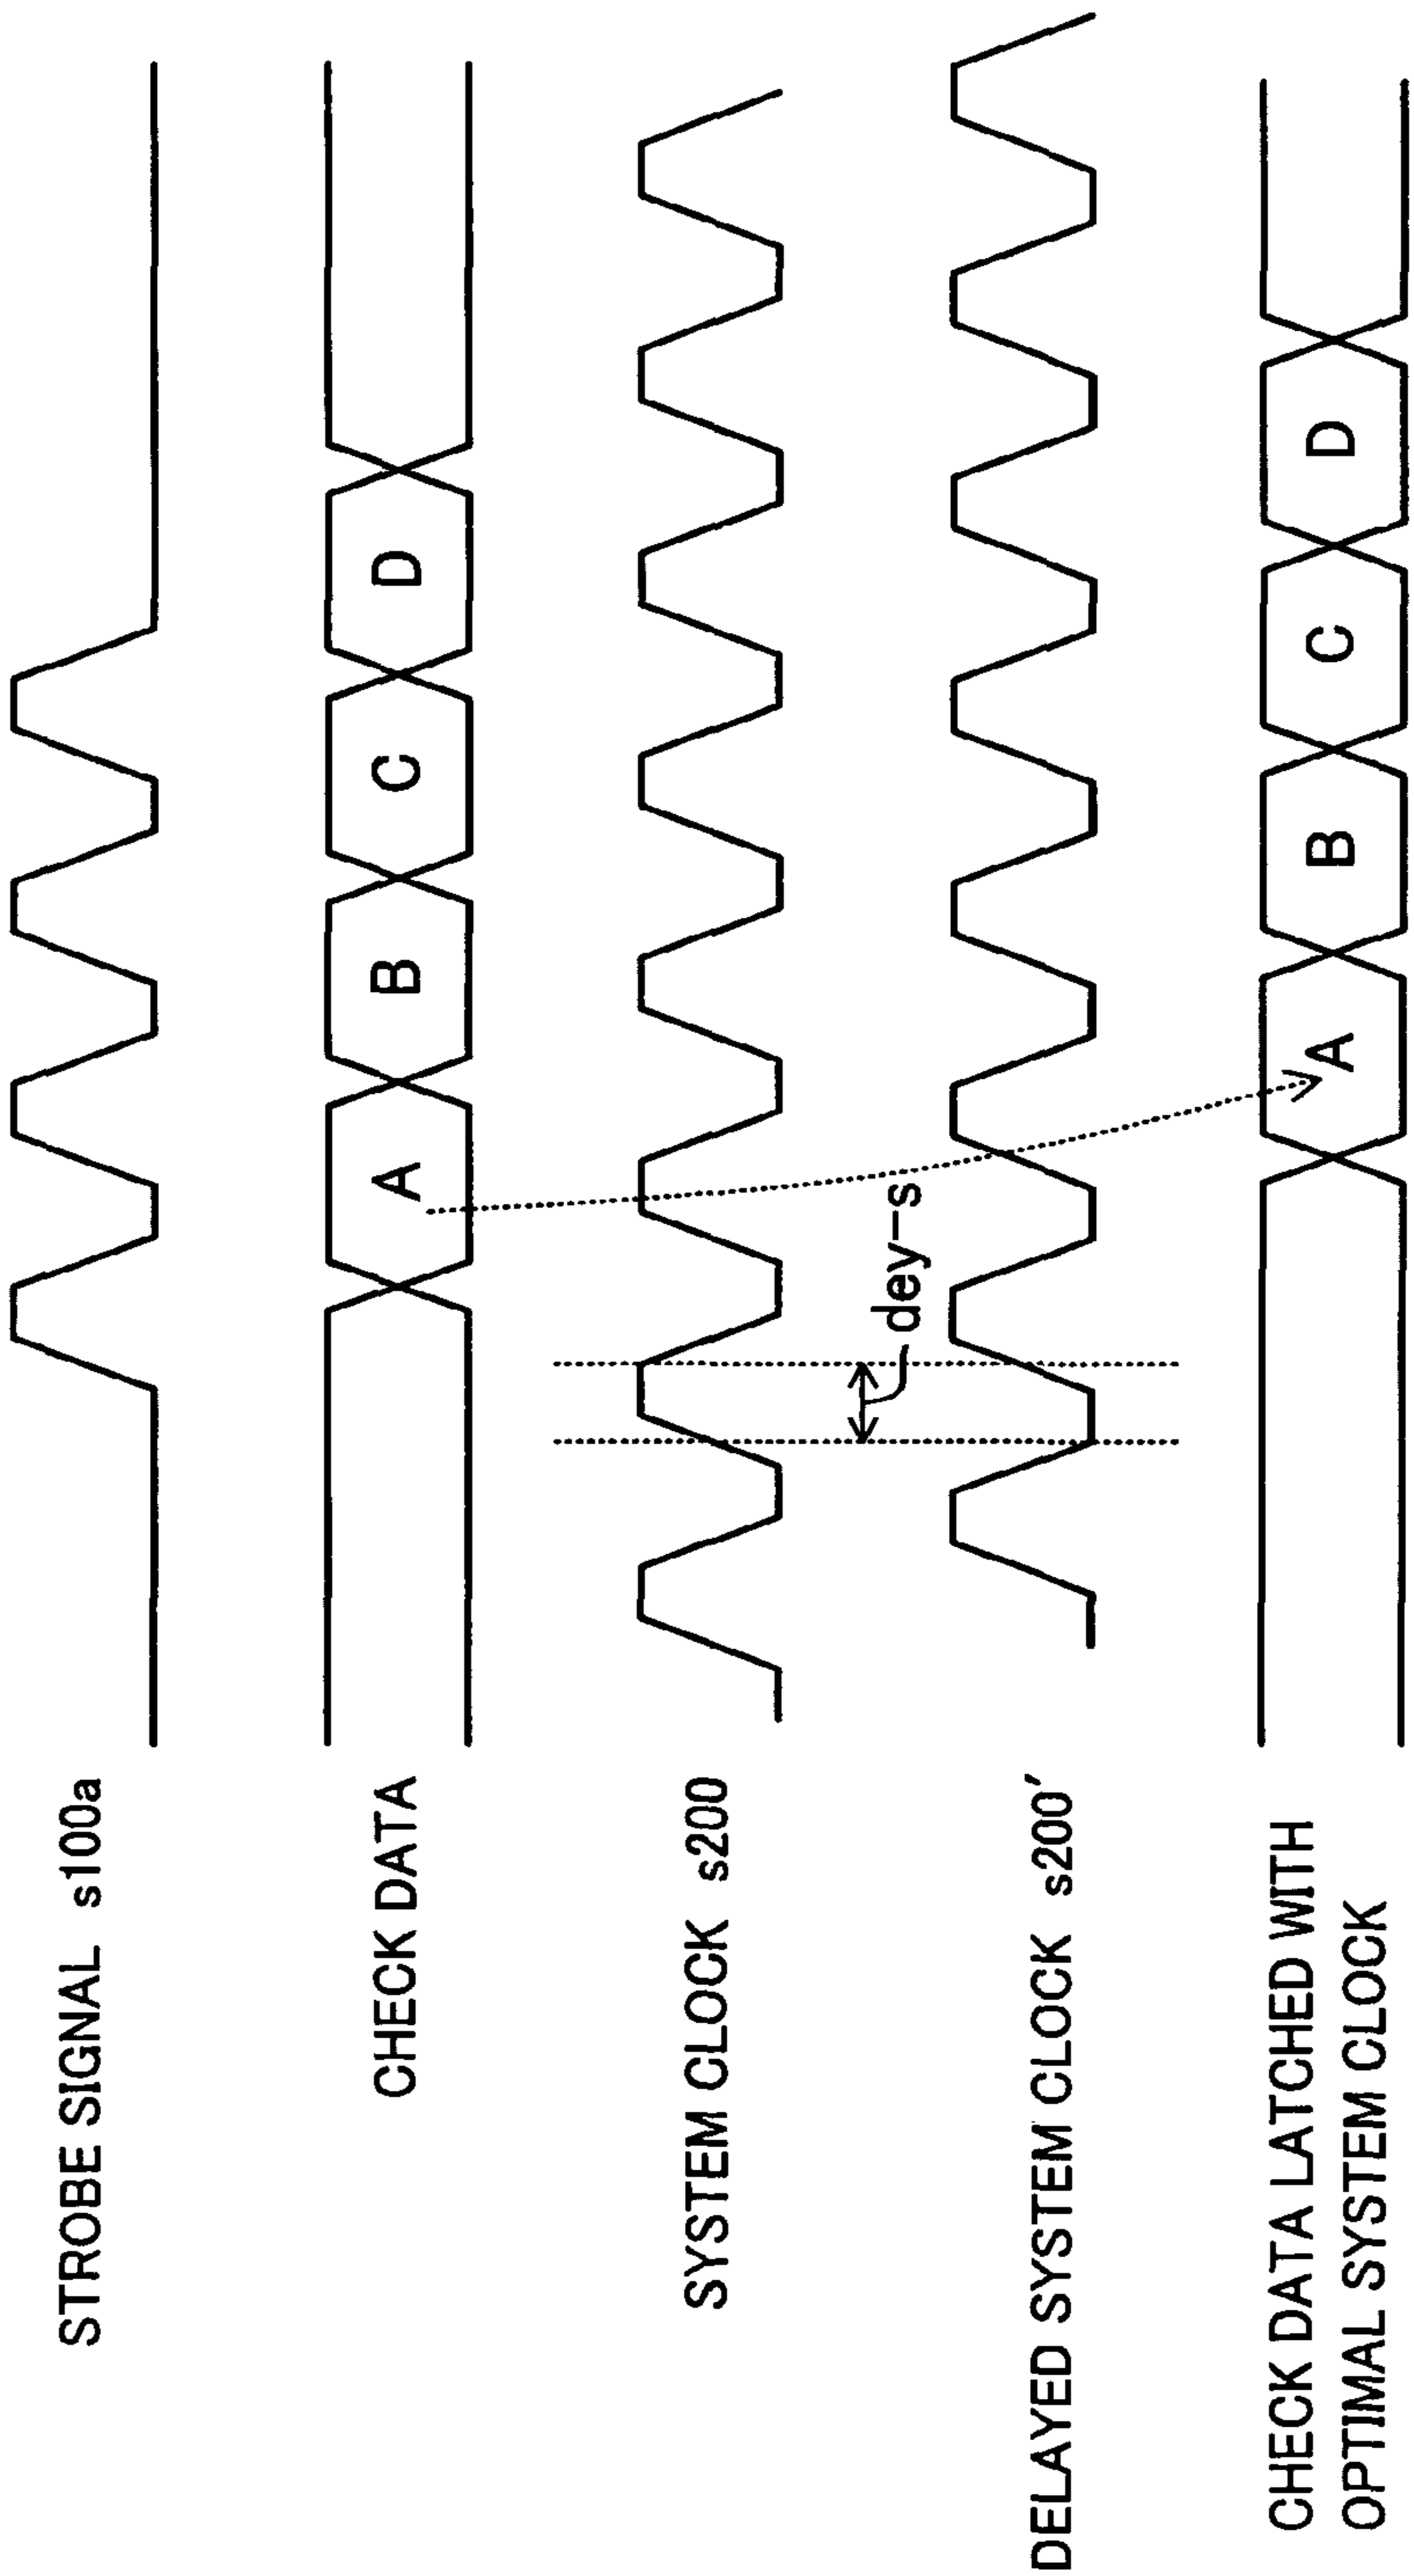 STROBE SIGNAL s100a
CHECK DATA
A B C D
SYSTEM CLOCK s200
dey-s
DELAYED SYSTEM CLOCK s200'
CHECK DATA LATCHED WITH
OPTIMAL SYSTEM CLOCK
A B C D